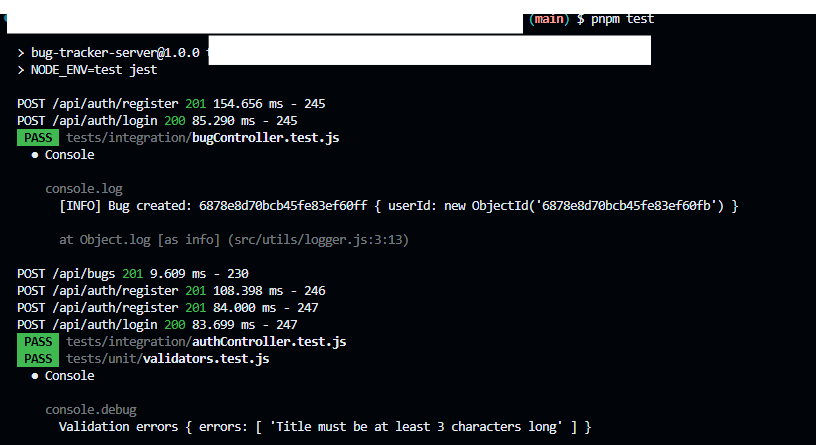 (main) $ pnpm test
> bug-tracker-server@1.0.0
> NODE_ENV=test jest
POST /api/auth/register 201 154.656 ms - 245
POST /api/auth/login 200 85.290 ms - 245
PASS tests/integration/bugController.test.js
● Console
console.log
[INFO] Bug created: 6878e8d70bcb45fe83ef60ff { userId: new ObjectId('6878e8d70bcb45fe83ef60fb') }
at Object.log [as info] (src/utils/logger.js:3:13)
POST /api/bugs 201 9.609 ms - 230
POST /api/auth/register 201 108.398 ms - 246
POST /api/auth/register 201 84.000 ms - 247
POST /api/auth/login 200 83.699 ms - 247
PASS tests/integration/authController.test.js
PASS tests/unit/validators.test.js
● Console
console.debug
Validation errors { errors: [ 'Title must be at least 3 characters long' ] }